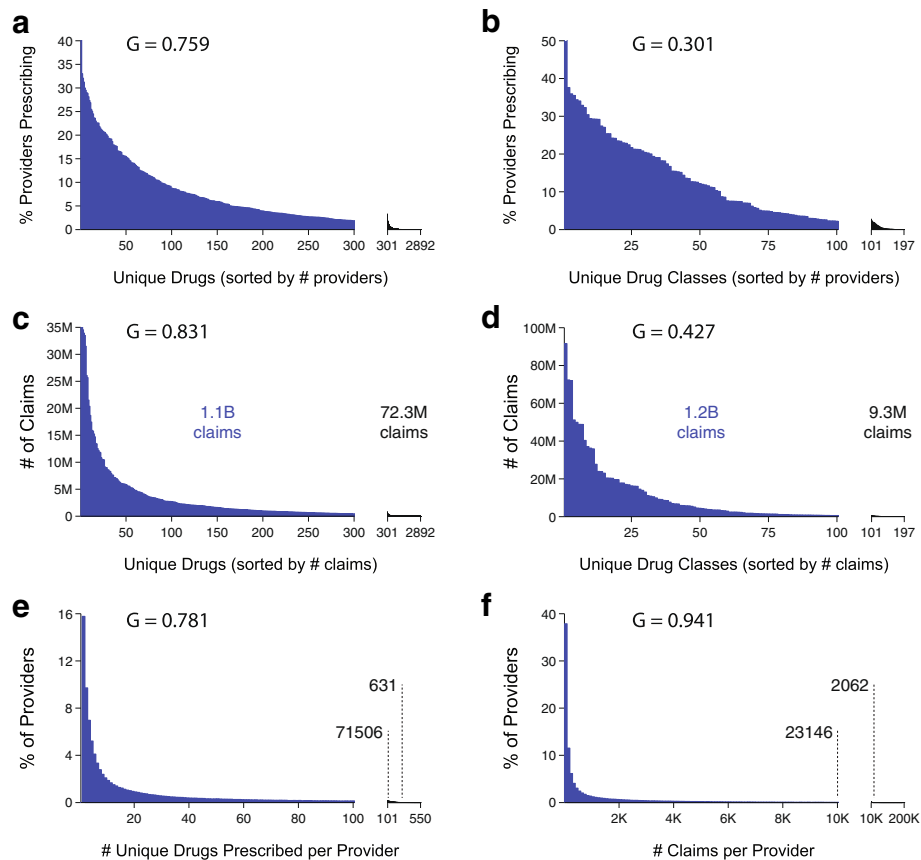 a
G = 0.759
% Providers Prescribing
40
35
30
25
20
15
10
5
0
50 100 150 200 250 300 301 2892
Unique Drugs (sorted by # providers)
b
G = 0.301
% Providers Prescribing
50
40
30
20
10
0
25 50 75 100 101 197
Unique Drug Classes (sorted by # providers)
c
G = 0.831
# of Claims
35M
30M
25M
20M
15M
10M
5M
0
1.1B
claims
72.3M
claims
50 100 150 200 250 300 301 2892
Unique Drugs (sorted by # claims)
d
G = 0.427
# of Claims
100M
80M
60M
40M
20M
0
1.2B
claims
9.3M
claims
25 50 75 100 101 197
Unique Drug Classes (sorted by # claims)
e
G = 0.781
% of Providers
16
12
8
4
0
631
71506
20 40 60 80 100 101 550
# Unique Drugs Prescribed per Provider
f
G = 0.941
% of Providers
40
30
20
10
0
2062
23146
2K 4K 6K 8K 10K 10K 200K
# Claims per Provider